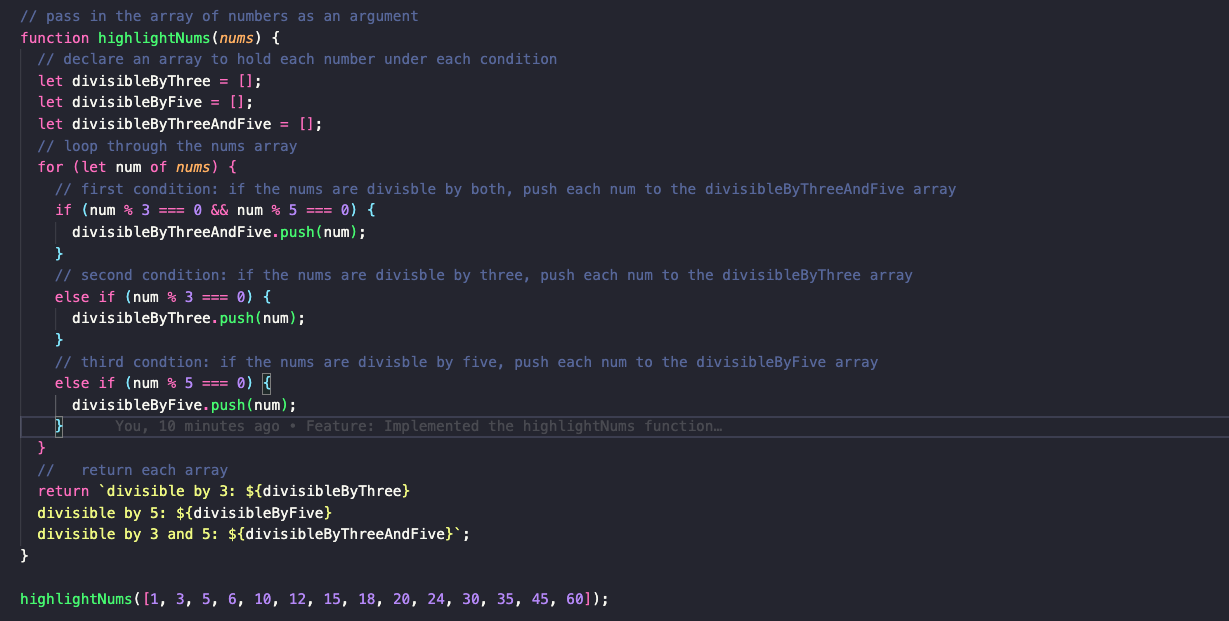 // pass in the array of numbers as an argument
function highlightNums(nums) {
// declare an array to hold each number under each condition
let divisibleByThree = [];
let divisibleByFive = [];
let divisibleByThreeAndFive = [];
// loop through the nums array
for (let num of nums) {
// first condition: if the nums are divisble by both, push each num to the divisibleByThreeAndFive array
if (num % 3 === 0 && num % 5 === 0) {
divisibleByThreeAndFive.push(num);
}
// second condition: if the nums are divisble by three, push each num to the divisibleByThree array
else if (num % 3 === 0) {
divisibleByThree.push(num);
}
// third condtion: if the nums are divisble by five, push each num to the divisibleByFive array
else if (num % 5 === 0) {
divisibleByFive.push(num);
} You, 10 minutes ago • Feature: Implemented the highlightNums function…
}
//   return each array
return `divisible by 3: ${divisibleByThree}
divisible by 5: ${divisibleByFive}
divisible by 3 and 5: ${divisibleByThreeAndFive}`;
}
highlightNums([1, 3, 5, 6, 10, 12, 15, 18, 20, 24, 30, 35, 45, 60]);